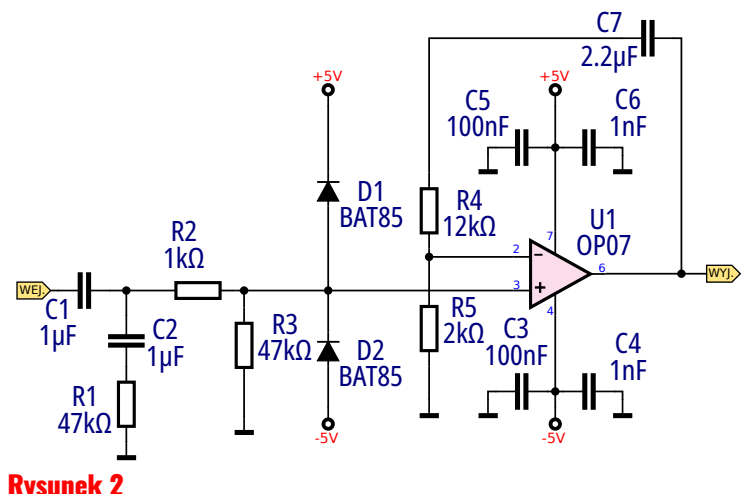 C7
2.2µF
+5V
+5V
C5
100nF
C6
1nF
D1
BAT85
R4
12kΩ
U1
OP07
7
2
6
3
4
R2
1kΩ
WEJ.
WYJ.
C1
1µF
C2
1µF
R3
47kΩ
D2
BAT85
R5
2kΩ
C3
100nF
C4
1nF
R1
47kΩ
-5V
-5V
Rysunek 2